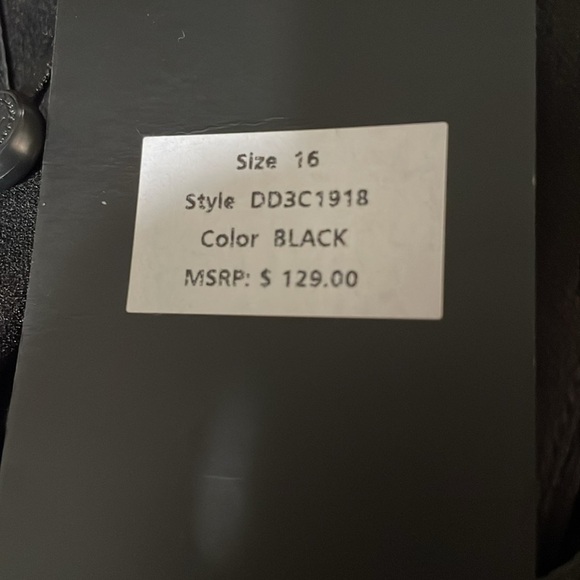 Size 16
Style DD3C1918
Color BLACK
MSRP: $ 129.00